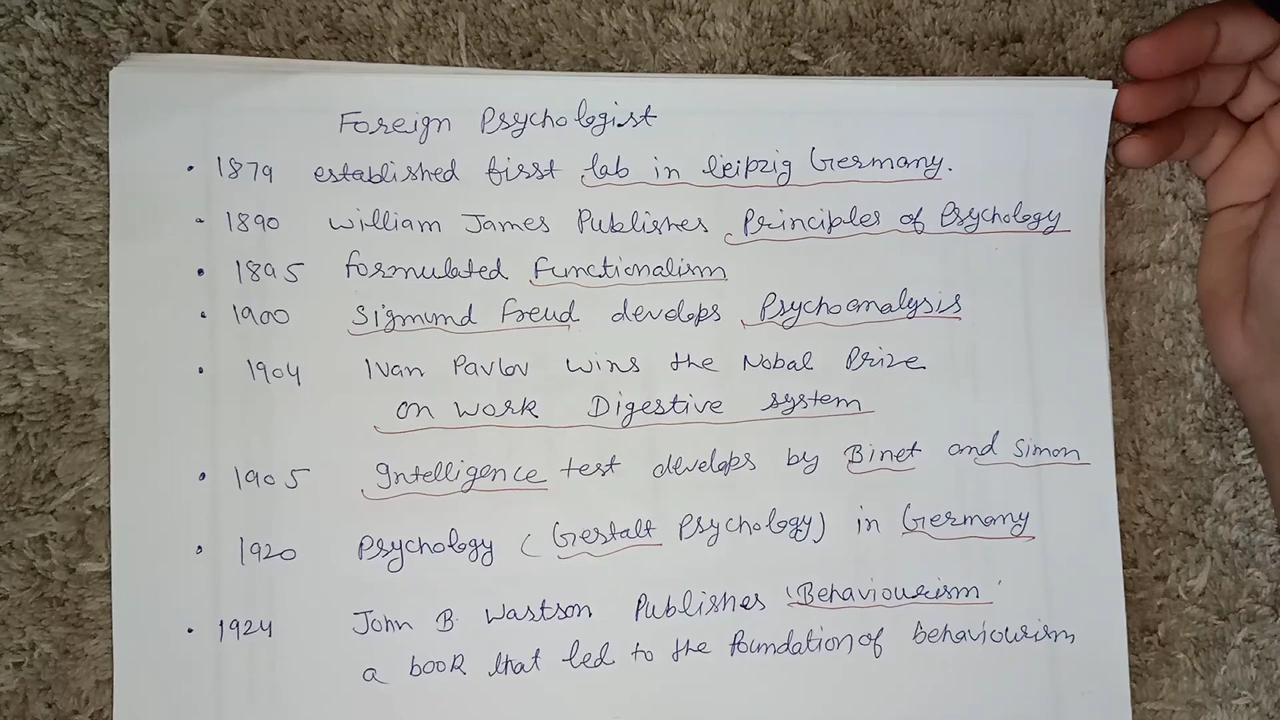 Foreign Psychologist
• 1879 established first lab in Leipzig Germany.
• 1890 William James Publishes Principles of Psychology
• 1895 formulated Functionalism
• 1900 Sigmund Freud develops Psychoanalysis
• 1904 Ivan Pavlov wins the Nobal Prize
on work Digestive system
• 1905 Intelligence test develops by Binet and Simon
• 1920 Psychology (Gestalt Psychology) in Germany
• 1924 John B. Wastson Publishes 'Behaviourism'
a book that led to the foundation of behaviourism